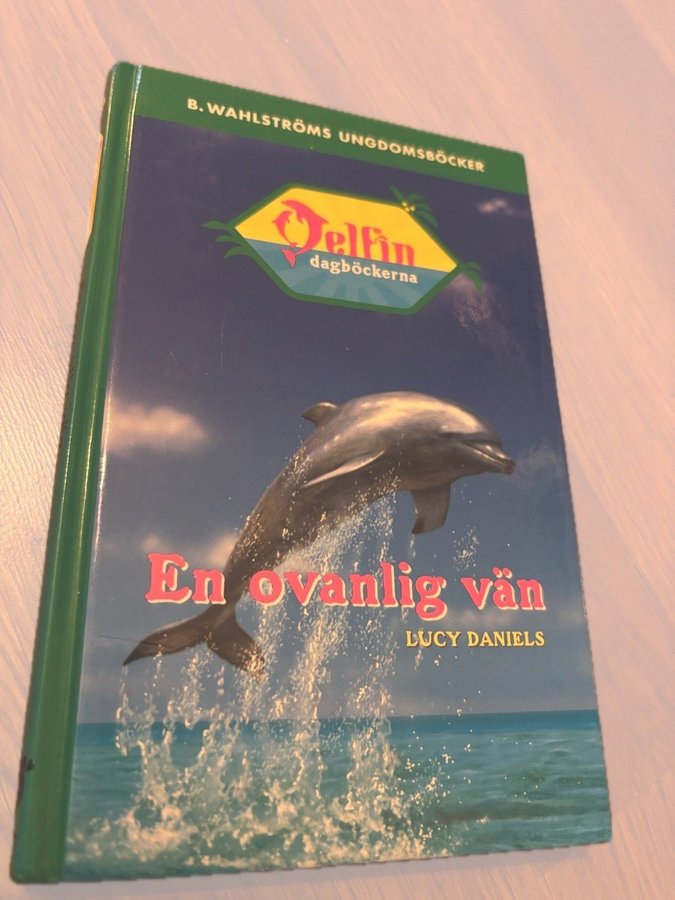 B. WAHLSTRÖMS UNGDOMSBÖCKER
Delfin
dagböckerna
En ovanlig vän
LUCY DANIELS